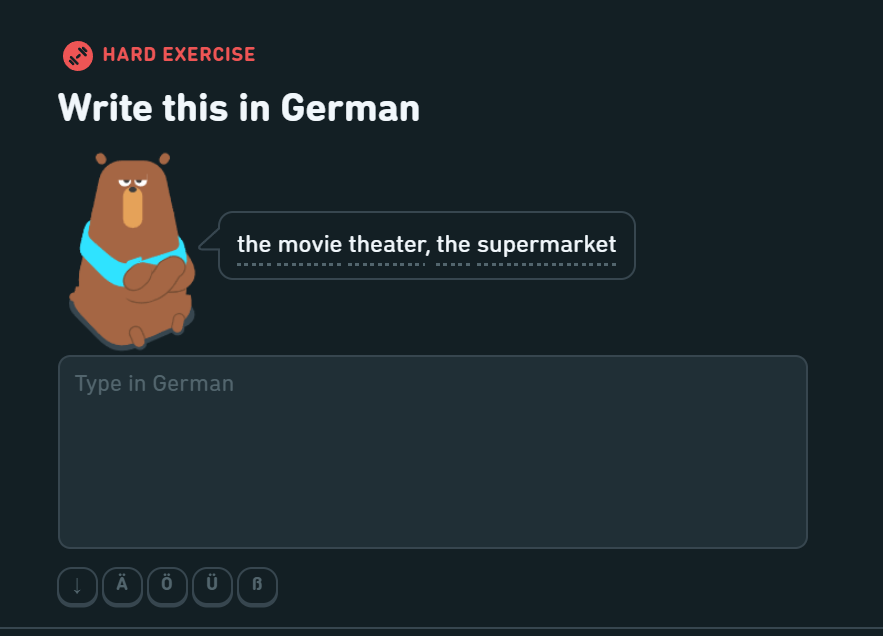 HARD EXERCISE
Write this in German
the movie theater, the supermarket
Type in German
↓ Ä Ö Ü ß